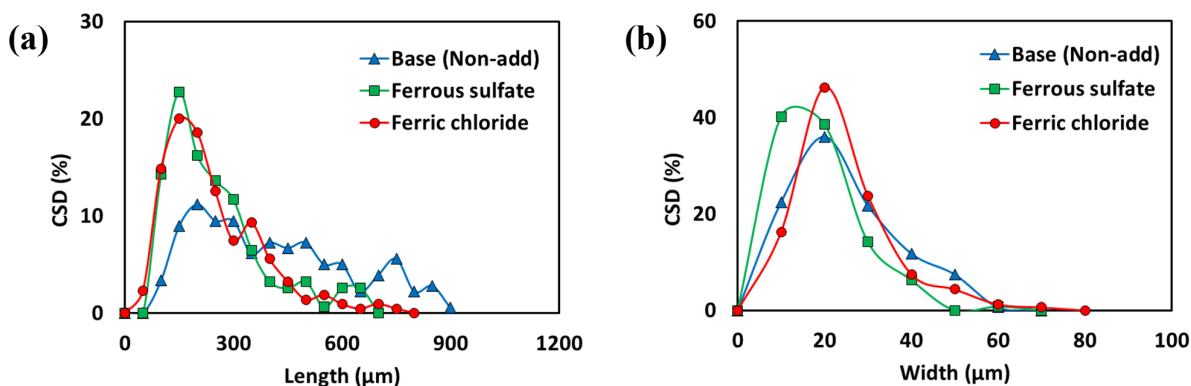 (a)
30
20
10
0
CSD (%)
Base (Non-add)
Ferrous sulfate
Ferric chloride
0 300 600 900 1200
Length (µm)
(b)
60
40
20
0
CSD (%)
Base (Non-add)
Ferrous sulfate
Ferric chloride
0 20 40 60 80 100
Width (µm)